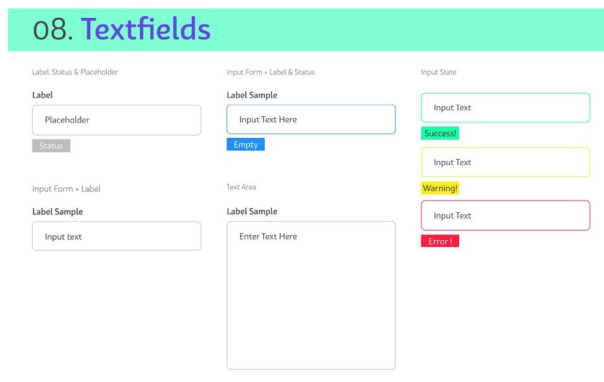 08. Textfields
Label, Status & Placeholder
Label
Placeholder
Status
Input Form + Label
Label Sample
Input text
Input Form + Label & Status
Label Sample
Input Text Here
Empty
Text Area
Label Sample
Enter Text Here
Input State
Input Text
Success!
Input Text
Warning!
Input Text
Error !